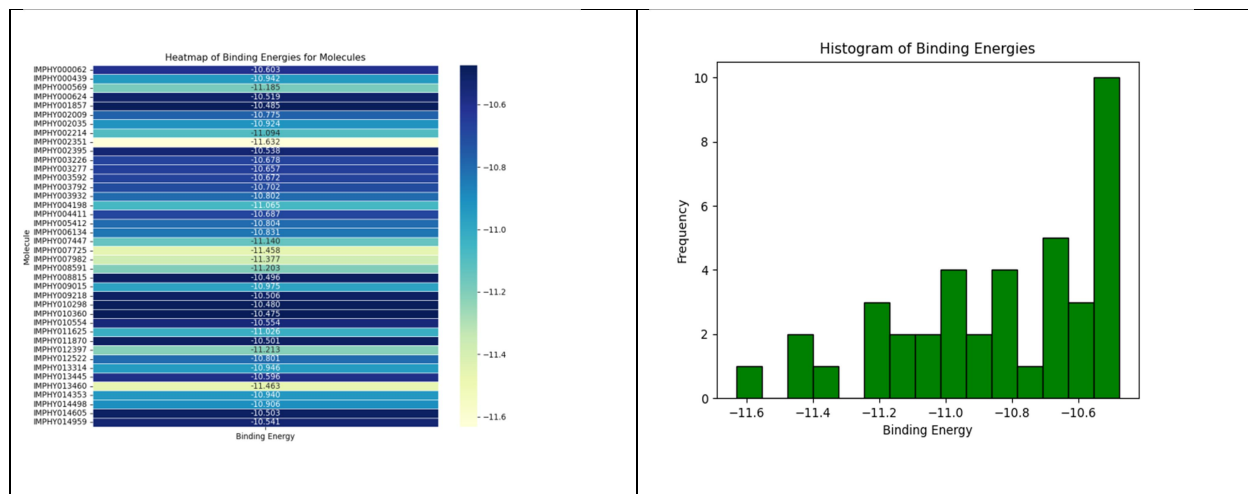 Heatmap of Binding Energies for Molecules
IMPHY000062 -10.603
IMPHY000439 -10.942
IMPHY000569 -11.185
IMPHY000624 -10.519
IMPHY001857 -10.485
IMPHY002009 -10.775
IMPHY002035 -10.924
IMPHY002214 -11.094
IMPHY002351 -11.632
IMPHY002395 -10.538
IMPHY003226 -10.678
IMPHY003277 -10.657
IMPHY003592 -10.672
IMPHY003792 -10.702
IMPHY003932 -10.802
IMPHY004198 -11.065
IMPHY004411 -10.687
IMPHY005412 -10.804
IMPHY006134 -10.831
IMPHY007447 -11.140
IMPHY007725 -11.458
IMPHY007982 -11.377
IMPHY008591 -11.203
IMPHY008815 -10.496
IMPHY009015 -10.975
IMPHY009218 -10.506
IMPHY010298 -10.480
IMPHY010360 -10.475
IMPHY010554 -10.554
IMPHY011625 -11.026
IMPHY011870 -10.501
IMPHY012397 -11.213
IMPHY012522 -10.801
IMPHY013314 -10.946
IMPHY013445 -10.596
IMPHY013460 -11.463
IMPHY014353 -10.940
IMPHY014498 -10.906
IMPHY014605 -10.503
IMPHY014959 -10.541
Molecule
Binding Energy
−10.6
−10.8
−11.0
−11.2
−11.4
−11.6
Histogram of Binding Energies
10
8
6
4
2
0
Frequency
−11.6 −11.4 −11.2 −11.0 −10.8 −10.6
Binding Energy